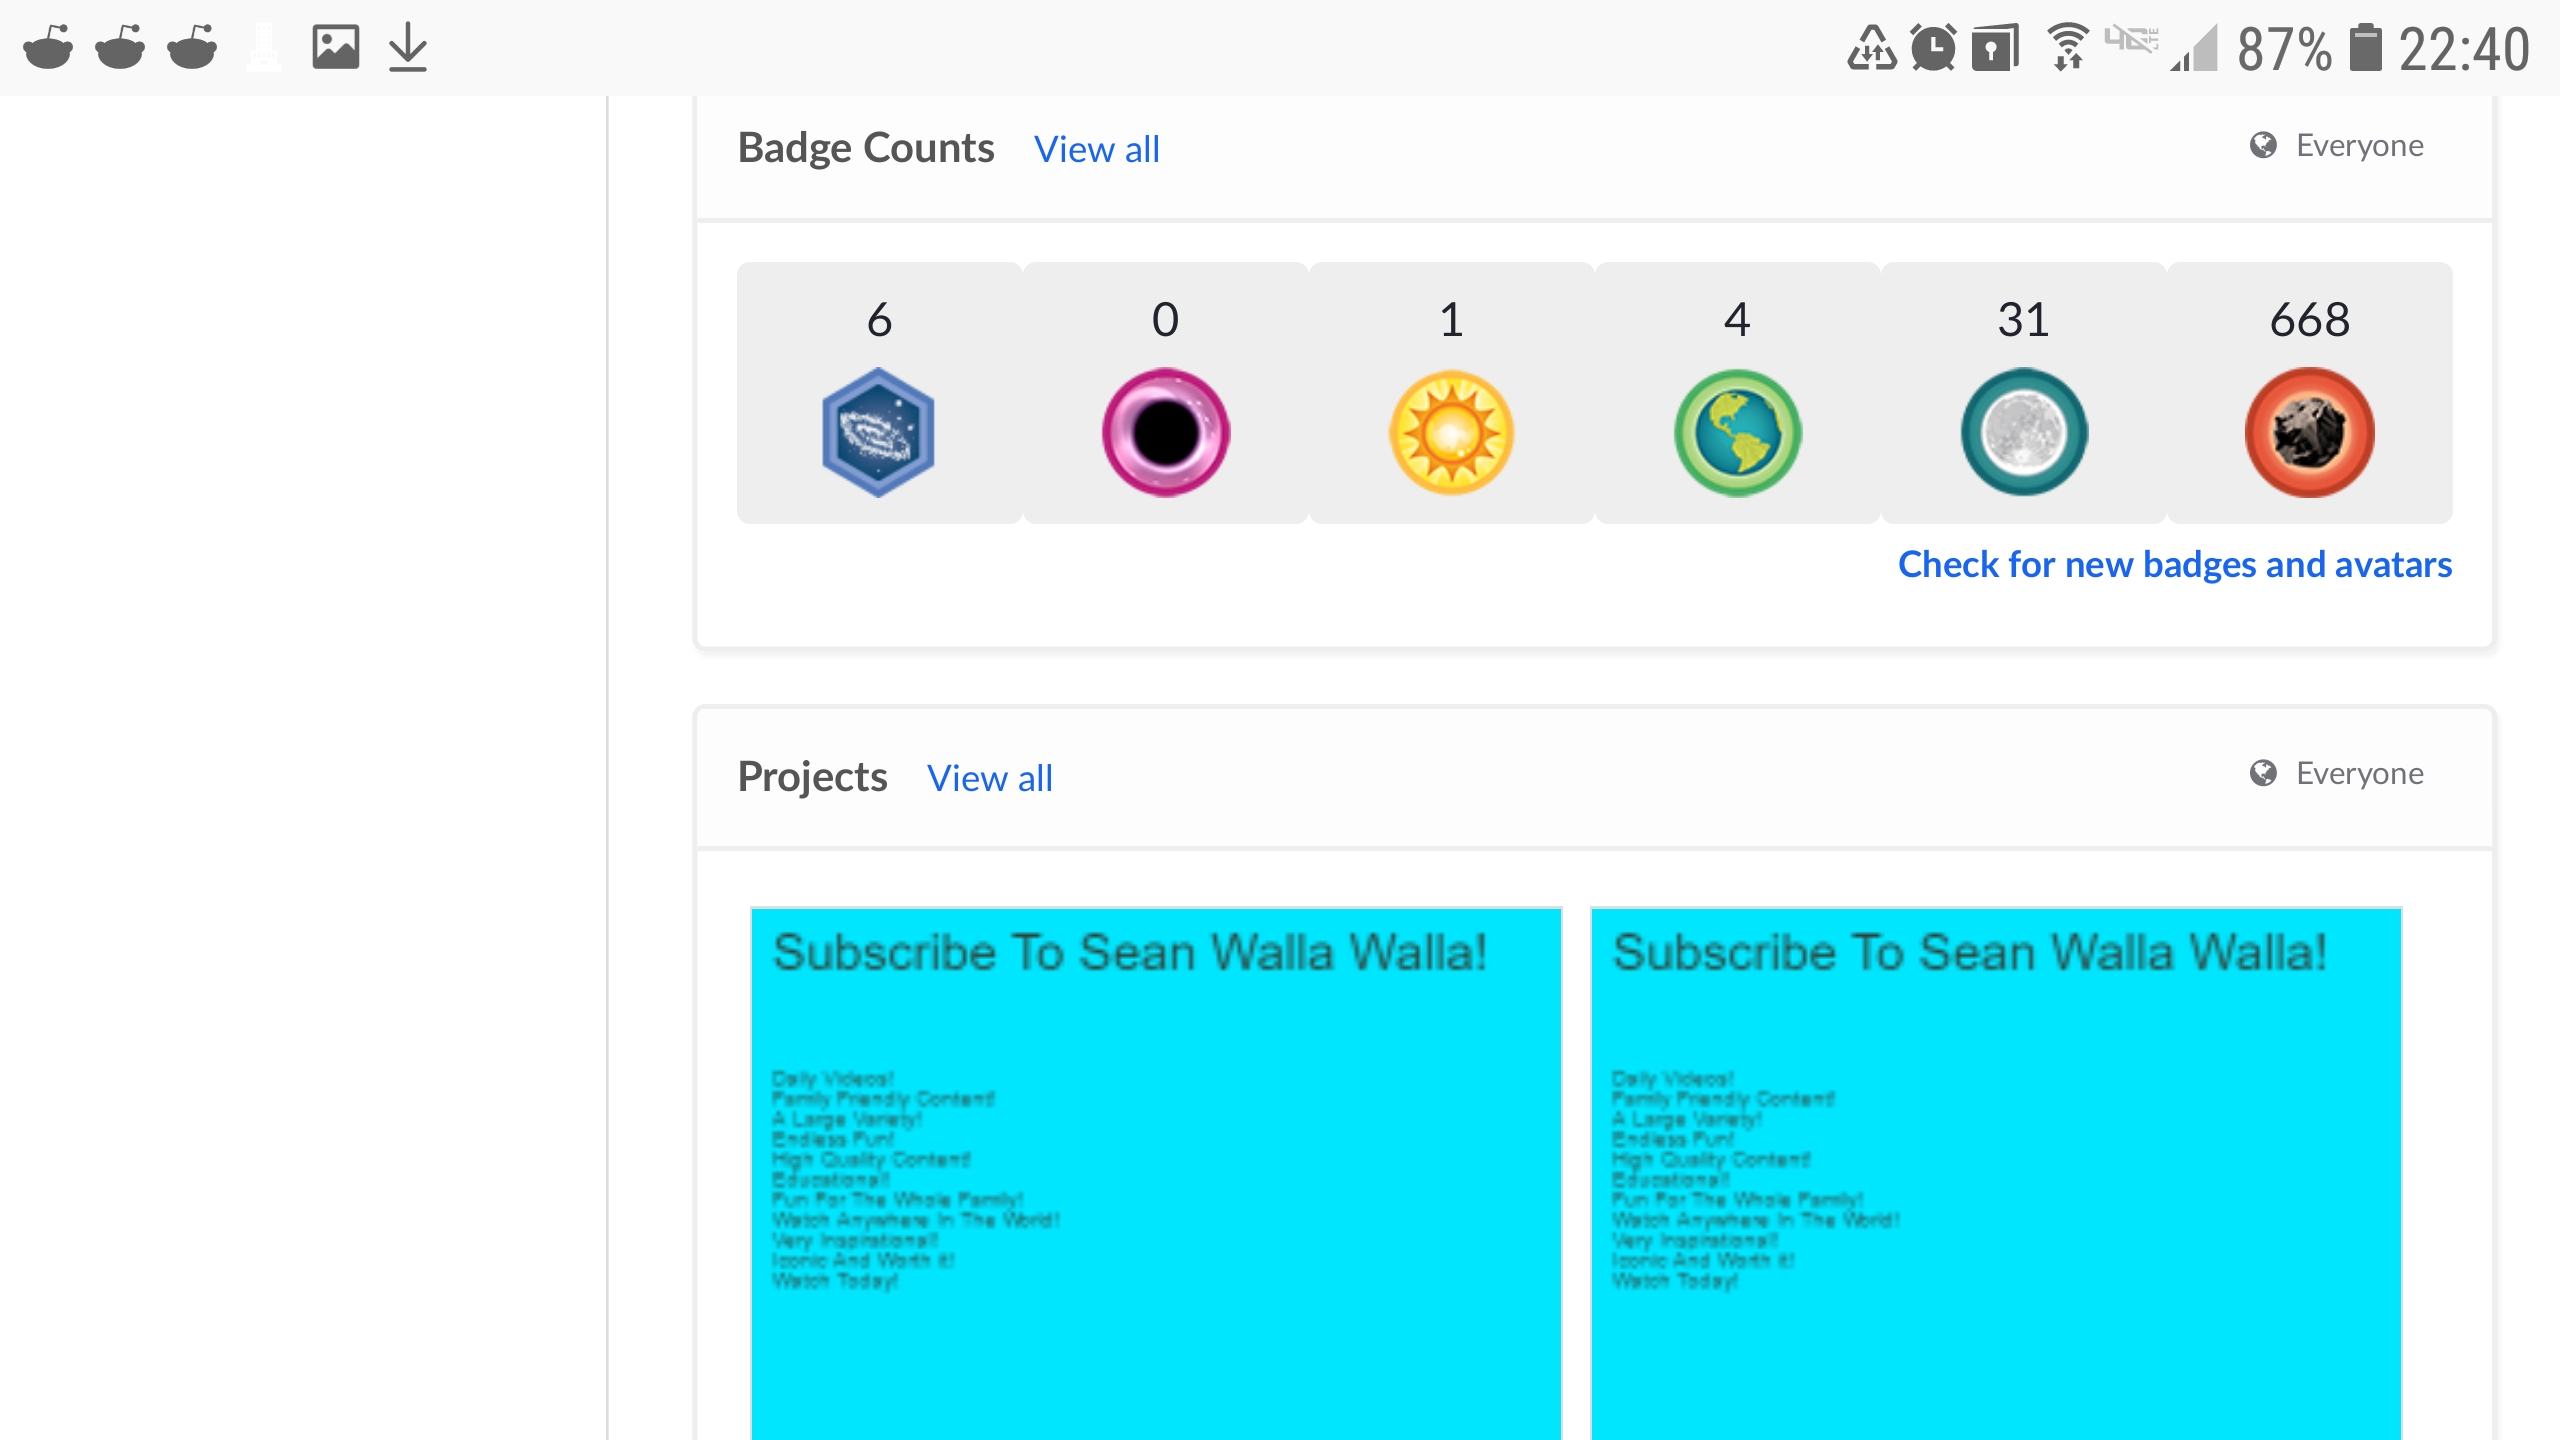 87% 22:40
Badge Counts View all Everyone
6 0 1 4 31 668
Check for new badges and avatars
Projects View all Everyone
Subscribe To Sean Walla Walla! Subscribe To Sean Walla Walla!
Daily Videos! Daily Videos!
Family Friendly Content! Family Friendly Content!
A Large Variety! A Large Variety!
Endless Fun! Endless Fun!
High Quality Content! High Quality Content!
Educational! Educational!
Fun For The Whole Family! Fun For The Whole Family!
Watch Anywhere In The World! Watch Anywhere In The World!
Very Inspirational! Very Inspirational!
Iconic And Worth it! Iconic And Worth it!
Watch Today! Watch Today!